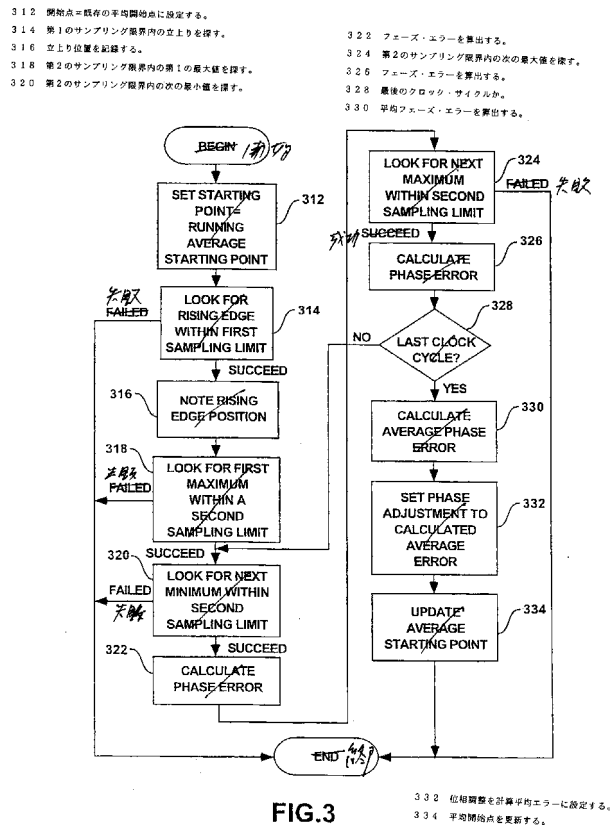 312 開始点=既存の平均開始点に設定する。
314 第1のサンプリング限界内の立上りを探す。
316 立上り位置を記録する。
318 第2のサンプリング限界内の第1の最大値を探す。
320 第2のサンプリング限界内の次の最小値を探す。
322 フェーズ・エラーを算出する。
324 第2のサンプリング限界内の次の最大値を探す。
326 フェーズ・エラーを算出する。
328 最後のクロック・サイクルか。
330 平均フェーズ・エラーを算出する。
BEGIN
SET STARTING
POINT=
RUNNING
AVERAGE
STARTING POINT
312
失敗
FAILED
LOOK FOR
RISING EDGE
WITHIN FIRST
SAMPLING LIMIT
314
SUCCEED
316
NOTE RISING
EDGE POSITION
318
失敗
FAILED
LOOK FOR FIRST
MAXIMUM
WITHIN A
SECOND
SAMPLING LIMIT
SUCCEED
320
FAILED
失敗
LOOK FOR NEXT
MINIMUM WITHIN
SECOND
SAMPLING LIMIT
SUCCEED
322
CALCULATE
PHASE ERROR
LOOK FOR NEXT
MAXIMUM
WITHIN SECOND
SAMPLING LIMIT
324
FAILED 失敗
成功 SUCCEED
CALCULATE
PHASE ERROR
326
328
NO
LAST CLOCK
CYCLE?
YES
CALCULATE
AVERAGE PHASE
ERROR
330
SET PHASE
ADJUSTMENT TO
CALCULATED
AVERAGE
ERROR
332
UPDATE
AVERAGE
STARTING POINT
334
END
FIG.3
332 位相調整を計算平均エラーに設定する。
334 平均開始点を更新する。